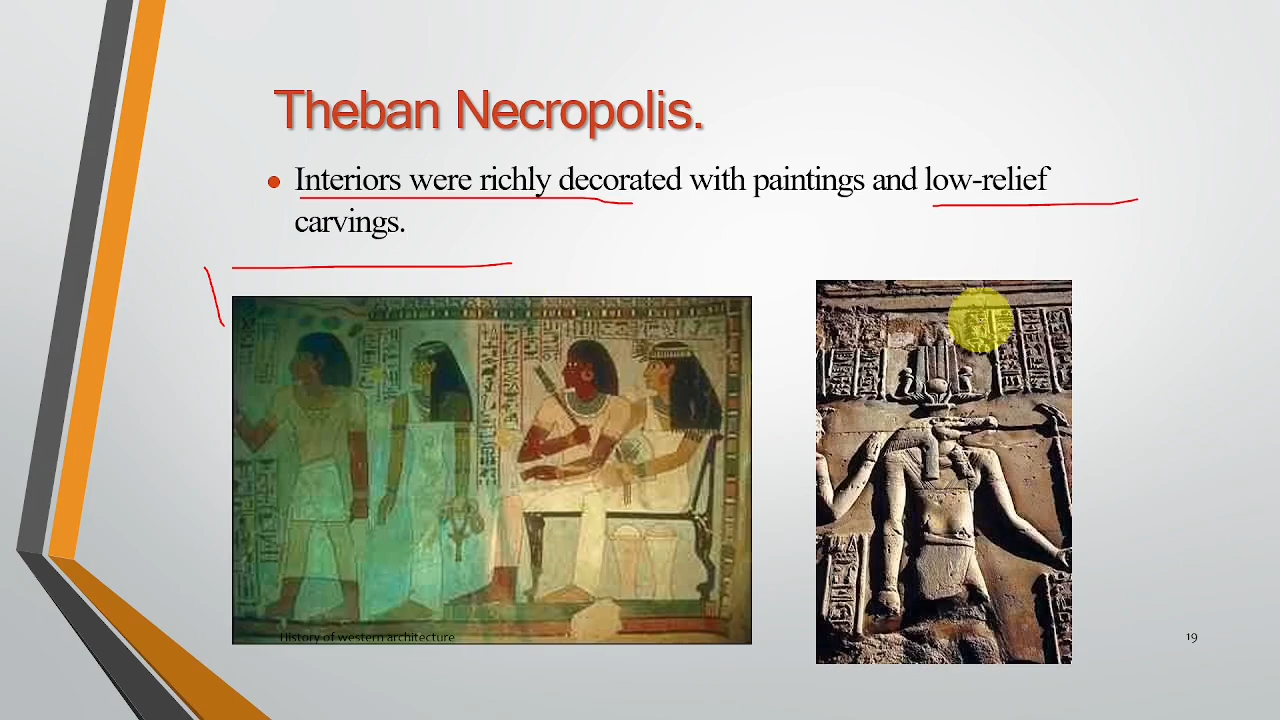 Theban Necropolis.
Interiors were richly decorated with paintings and low-relief
carvings.
History of western architecture
19